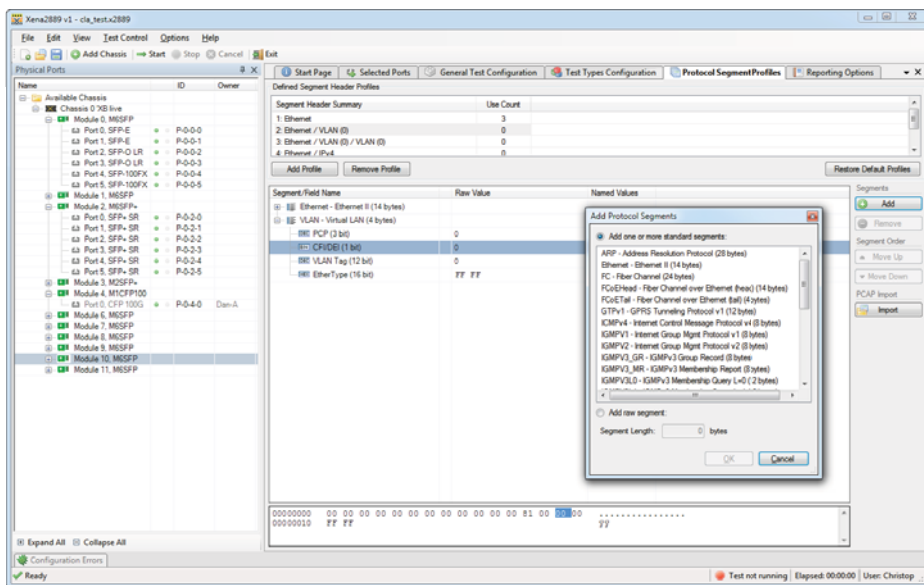 Xena2889 v1 - cla_test.x2889
File Edit View Test Control Options Help
Add Chassis Start Stop Cancel Exit
Physical Ports
Name ID Owner
Available Chassis
Chassis 0 'XB live
Module 0, M6SFP
Port 0, SFP-E P-0-0-0
Port 1, SFP-E P-0-0-1
Port 2, SFP-O LR P-0-0-2
Port 3, SFP-O LR P-0-0-3
Port 4, SFP-100FX P-0-0-4
Port 5, SFP-100FX P-0-0-5
Module 1, M6SFP
Module 2, M6SFP+
Port 0, SFP+ SR P-0-2-0
Port 1, SFP+ SR P-0-2-1
Port 2, SFP+ SR P-0-2-2
Port 3, SFP+ SR P-0-2-3
Port 4, SFP+ SR P-0-2-4
Port 5, SFP+ SR P-0-2-5
Module 3, M2SFP+
Module 4, M1CFP100
Port 0, CFP 100G P-0-4-0 Dan-A
Module 6, M6SFP
Module 7, M6SFP
Module 8, M6SFP
Module 9, M6SFP
Module 10, M6SFP
Module 11, M6SFP
Expand All Collapse All
Start Page Selected Ports General Test Configuration Test Types Configuration Protocol Segment Profiles Reporting Options
Defined Segment Header Profiles
Segment Header Summary Use Count
1: Ethernet 3
2: Ethernet / VLAN (0) 0
3: Ethernet / VLAN (0) / VLAN (0) 0
4: Ethernet / IPv4 0
Add Profile Remove Profile Restore Default Profiles
Segment/Field Name Raw Value Named Values
Ethernet - Ethernet II (14 bytes)
VLAN - Virtual LAN (4 bytes)
PCP (3 bit) 0
CFI/DEI (1 bit) 0
VLAN Tag (12 bit) 0
EtherType (16 bit) FF FF
Segments
Add
Remove
Segment Order
Move Up
Move Down
PCAP Import
Import
Add Protocol Segments
Add one or more standard segments:
ARP - Address Resolution Protocol (28 bytes)
Ethernet - Ethernet II (14 bytes)
FC - Fiber Channel (24 bytes)
FCoEHead - Fiber Channel over Ethernet (head) (14 bytes)
FCoETail - Fiber Channel over Ethernet (tail) (4 bytes)
GTPv1 - GPRS Tunneling Protocol v1 (12 bytes)
ICMPv4 - Internet Control Message Protocol v4 (8 bytes)
IGMPV1 - Internet Group Mgmt Protocol v1 (8 bytes)
IGMPV2 - Internet Group Mgmt Protocol v2 (8 bytes)
IGMPV3_GR - IGMPv3 Group Record (8 bytes)
IGMPV3_MR - IGMPv3 Membership Report (8 bytes)
IGMPV3L0 - IGMPv3 Membership Query L=0 (12 bytes)
Add raw segment:
Segment Length: 0 bytes
OK Cancel
00000000 00 00 00 00 00 00 00 00 00 00 00 00 81 00 00 00 ................
00000010 FF FF ÿÿ
Configuration Errors
Ready Test not running Elapsed: 00:00:00 User: Christop